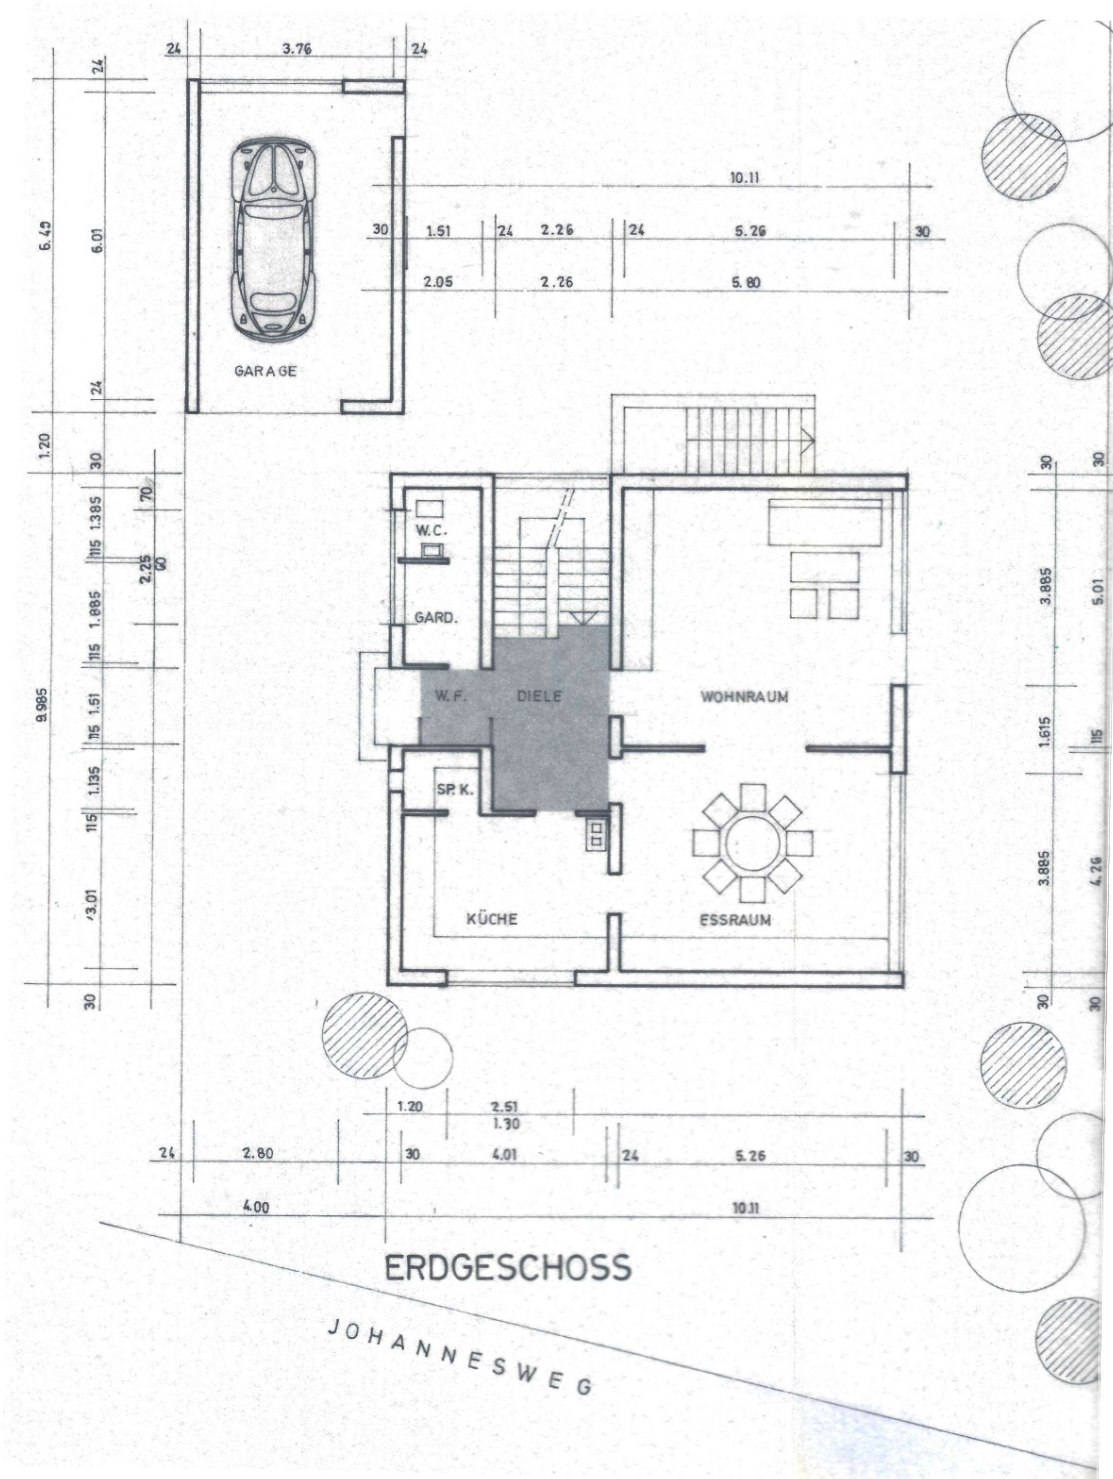 24 3.76 24
24
6.49
6.01
24
1.20
10.11
30 1.51 24 2.26 24 5.26 30
2.05 2.26 5.80
GARAGE
30
70
1.385
115
2.25
60
1.885
115
1.51
115
1.135
115
3.01
30
9.985
W.C.
GARD.
W.F. DIELE WOHNRAUM
SP.K.
KÜCHE ESSRAUM
30 30
3.885 5.01
1.615 115
3.885 4.26
30 30
1.20 2.51
1.30
24 2.80 30 4.01 24 5.26 30
4.00 10.11
ERDGESCHOSS
JOHANNESWEG